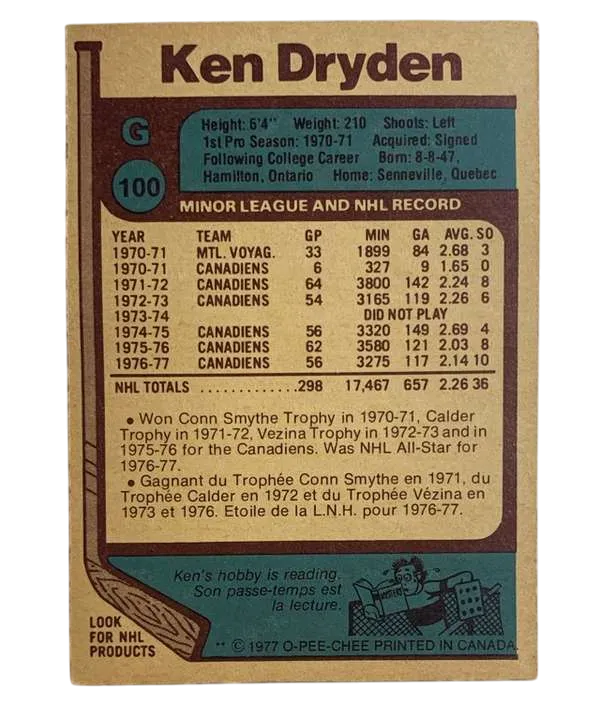 Ken Dryden
G
100
Height: 6'4" Weight: 210 Shoots: Left
1st Pro Season: 1970-71 Acquired: Signed
Following College Career Born: 8-8-47,
Hamilton, Ontario Home: Senneville, Quebec
MINOR LEAGUE AND NHL RECORD
YEAR TEAM GP MIN GA AVG. SO
1970-71 MTL. VOYAG. 33 1899 84 2.68 3
1970-71 CANADIENS 6 327 9 1.65 0
1971-72 CANADIENS 64 3800 142 2.24 8
1972-73 CANADIENS 54 3165 119 2.26 6
1973-74 DID NOT PLAY
1974-75 CANADIENS 56 3320 149 2.69 4
1975-76 CANADIENS 62 3580 121 2.03 8
1976-77 CANADIENS 56 3275 117 2.14 10
NHL TOTALS .............298 17,467 657 2.26 36
• Won Conn Smythe Trophy in 1970-71, Calder
Trophy in 1971-72, Vezina Trophy in 1972-73 and in
1975-76 for the Canadiens. Was NHL All-Star for
1976-77.
• Gagnant du Trophée Conn Smythe en 1971, du
Trophée Calder en 1972 et du Trophée Vézina en
1973 et 1976. Etoile de la L.N.H. pour 1976-77.
Ken's hobby is reading.
Son passe-temps est
la lecture.
MYSTERY
LOOK
FOR NHL
PRODUCTS
** © 1977 O-PEE-CHEE PRINTED IN CANADA.